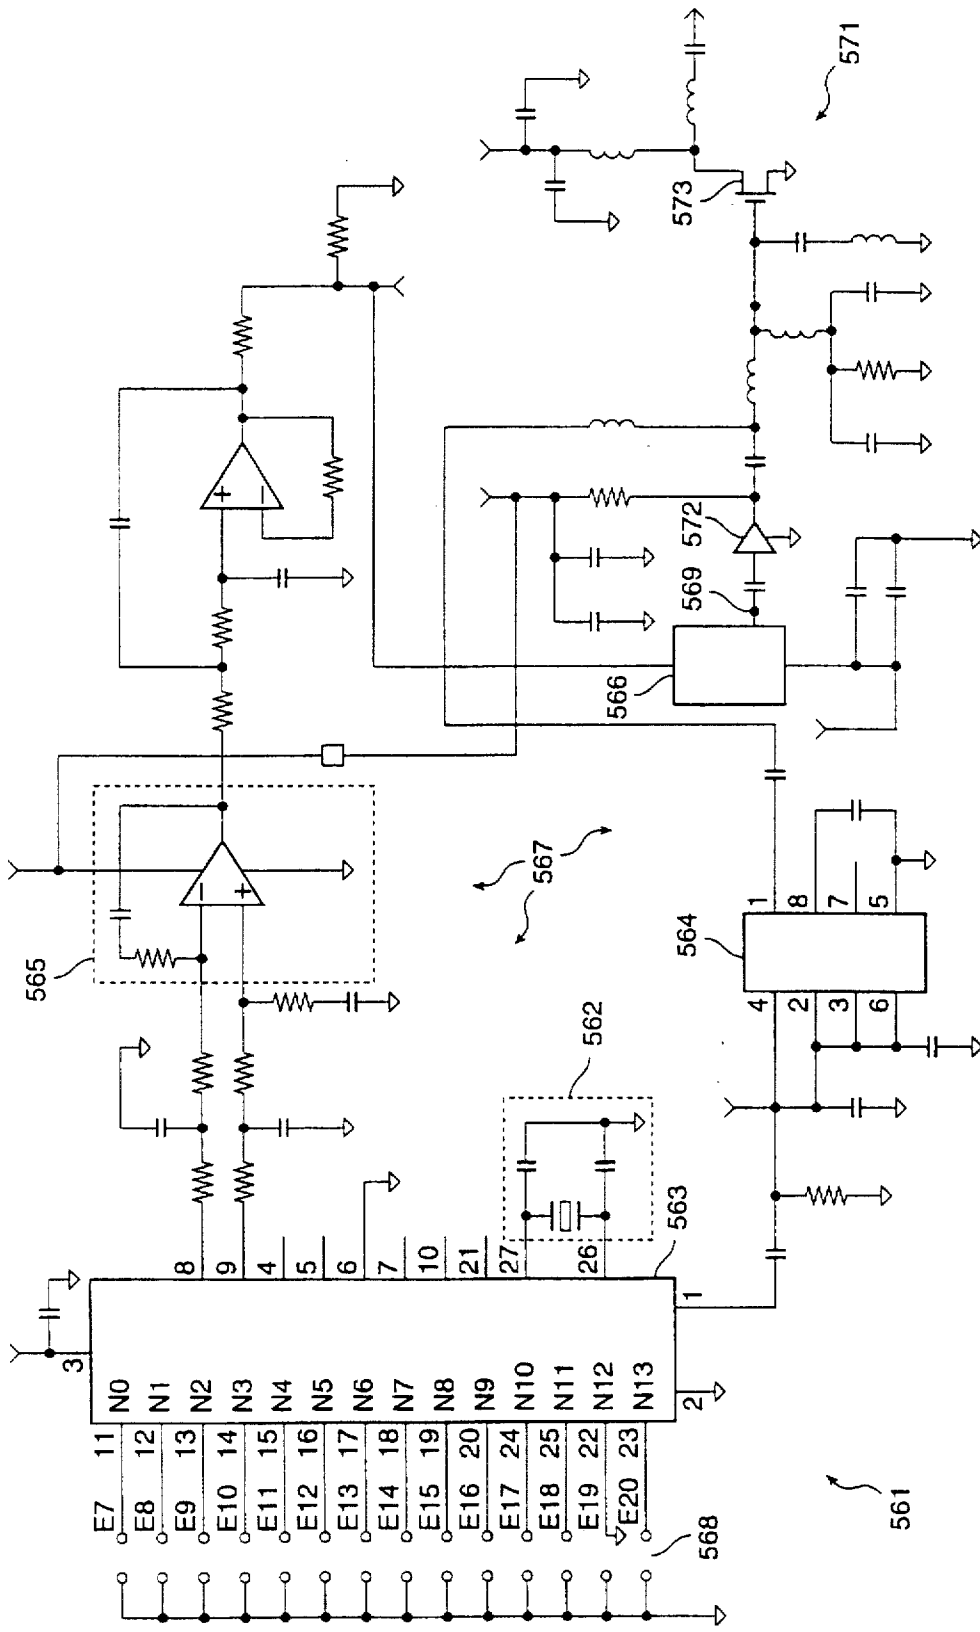 571
573
572
569
566
567
565
564
1
8
7
5
4
2
3
6
562
563
8
9
4
5
6
7
10
21
27
26
3
1
2
N0
N1
N2
N3
N4
N5
N6
N7
N8
N9
N10
N11
N12
N13
E7 11
E8 12
E9 13
E10 14
E11 15
E12 16
E13 17
E14 18
E15 19
E16 20
E17 24
E18 25
E19 22
E20 23
568
561
+
−
−
+